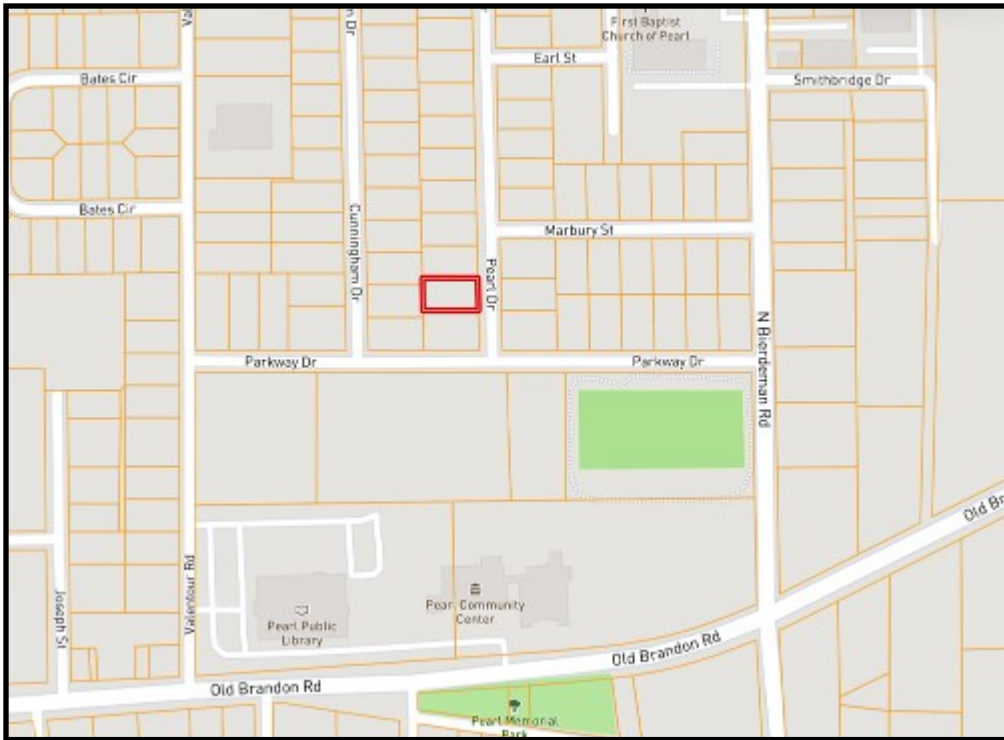 Val
n Dr
P
First Baptist
Church of Pearl
Earl St
Bates Cir
Smithbridge Dr
Bates Cir
Cunningham Dr
Marbury St
Pearl Dr
N Bierdeman Rd
Parkway Dr
Parkway Dr
Old Br
Valentour Rd
Joseph St
Pearl Community
Center
Pearl Public
Library
Old Brandon Rd
Old Brandon Rd
Pearl Memorial
Park